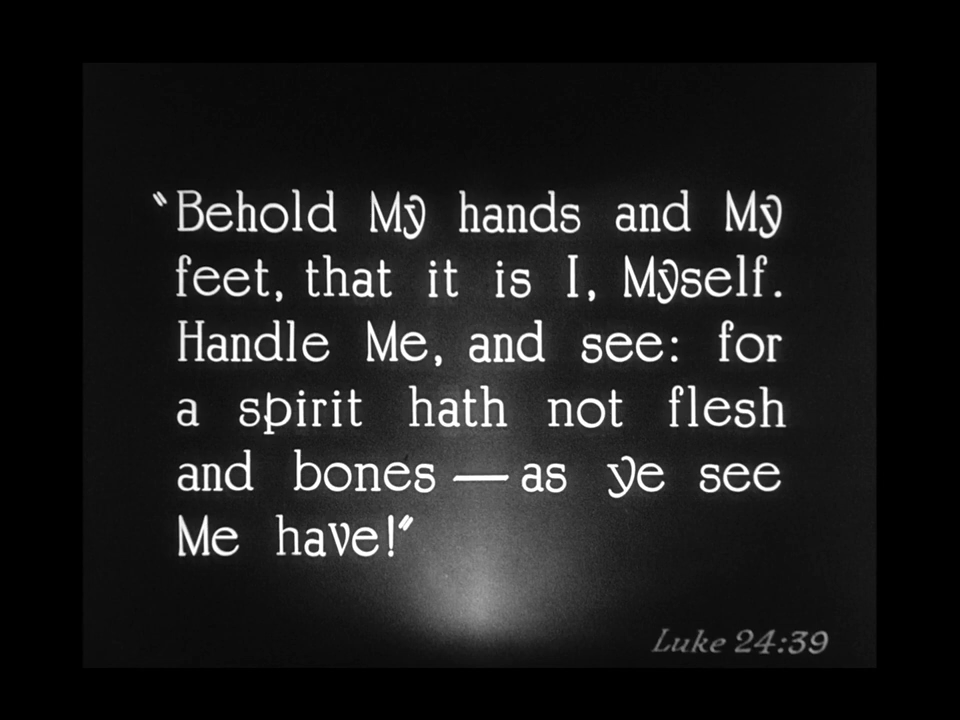 "Behold My hands and My
feet, that it is I, Myself.
Handle Me, and see: for
a spirit hath not flesh
and bones — as ye see
Me have!"
Luke 24:39